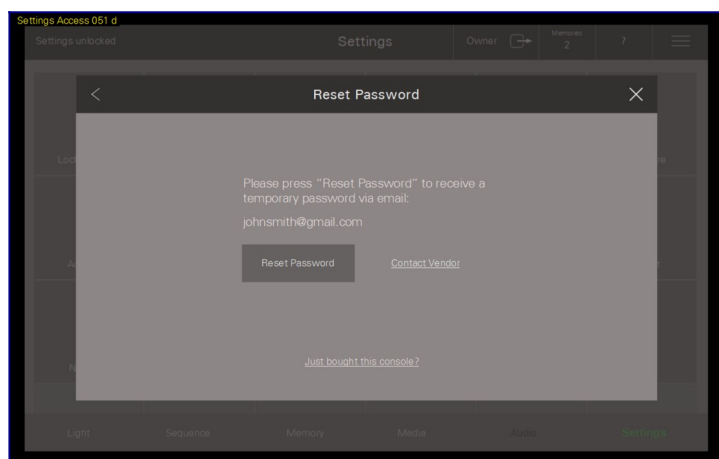 Settings Access 051 d
Settings unlocked
Settings
Owner
Memories
2
?
Reset Password
Please press "Reset Password" to receive a
temporary password via email:
johnsmith@gmail.com
Reset Password
Contact Vendor
Just bought this console?
Light
Sequence
Memory
Media
Audio
Settings